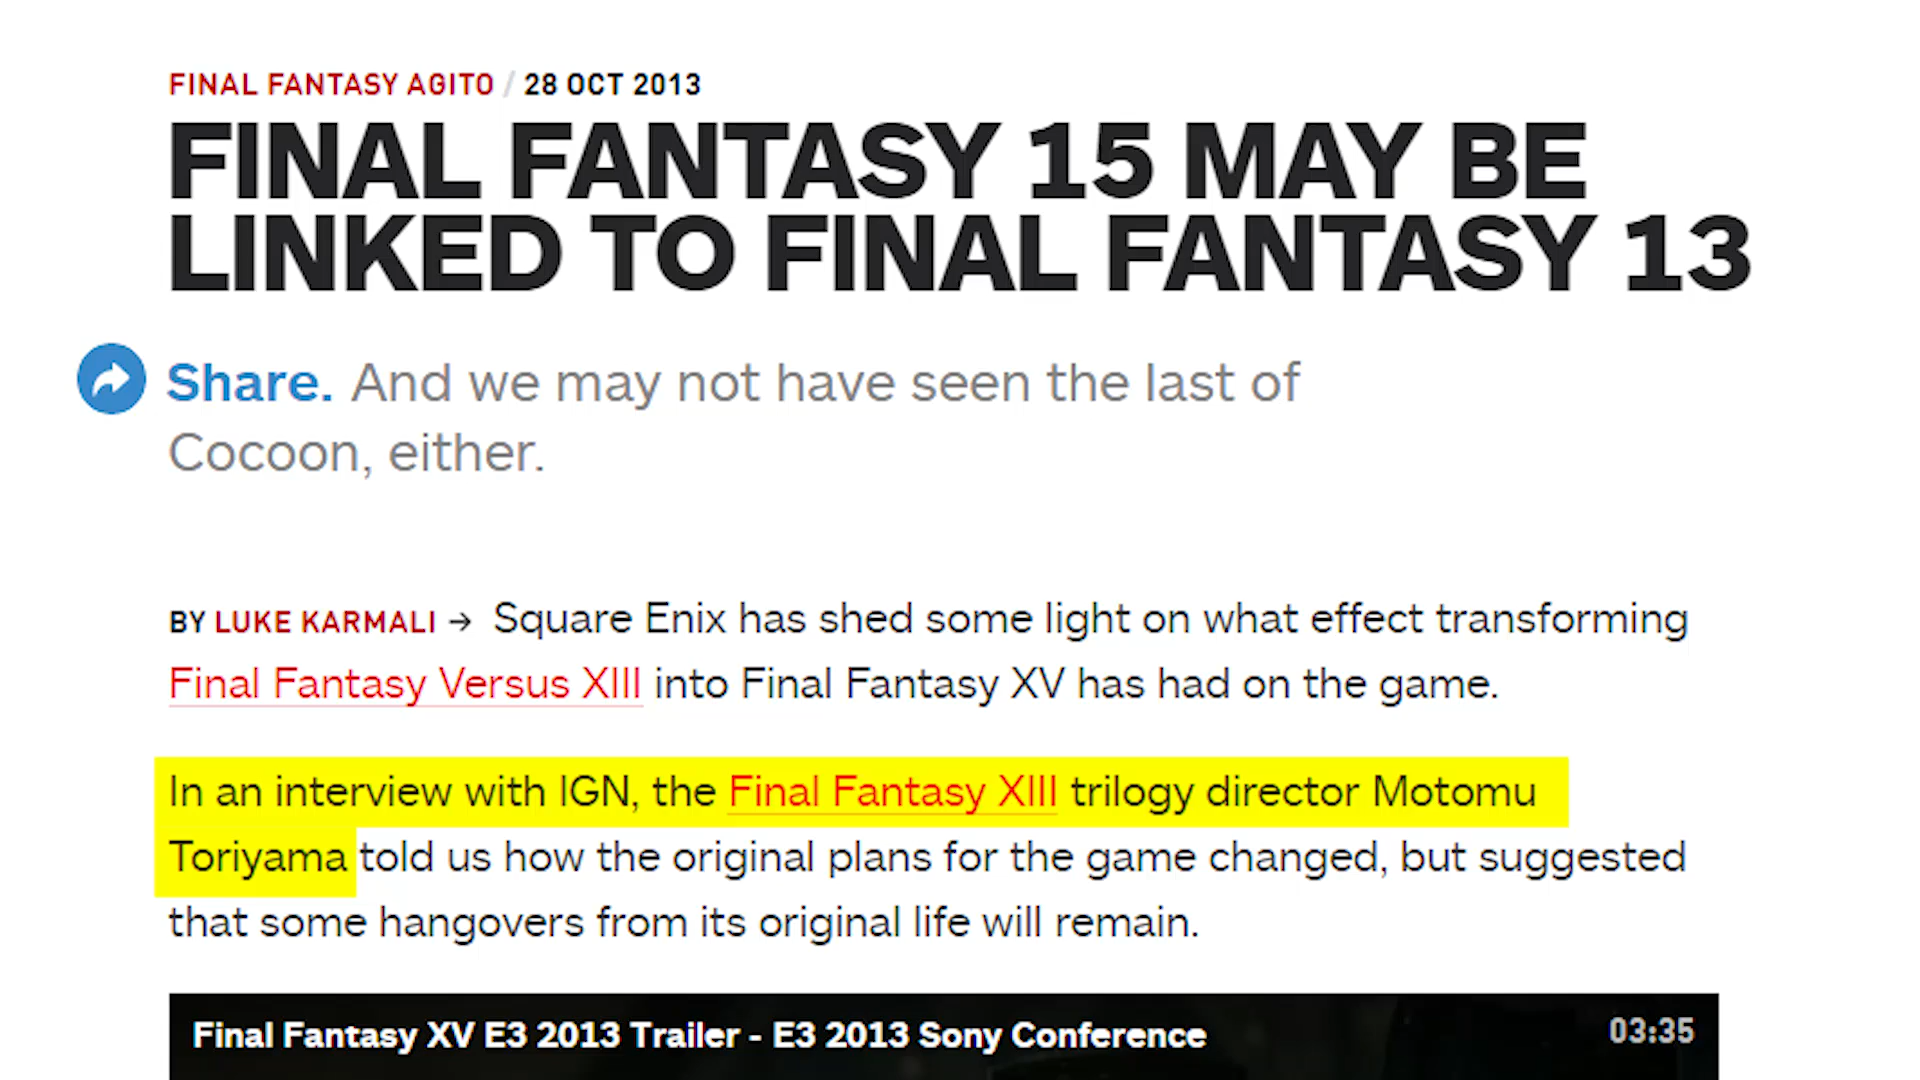 FINAL FANTASY AGITO / 28 OCT 2013
FINAL FANTASY 15 MAY BE
LINKED TO FINAL FANTASY 13
Share. And we may not have seen the last of
Cocoon, either.
BY LUKE KARMALI → Square Enix has shed some light on what effect transforming
Final Fantasy Versus XIII into Final Fantasy XV has had on the game.
In an interview with IGN, the Final Fantasy XIII trilogy director Motomu
Toriyama told us how the original plans for the game changed, but suggested
that some hangovers from its original life will remain.
Final Fantasy XV E3 2013 Trailer - E3 2013 Sony Conference 03:35